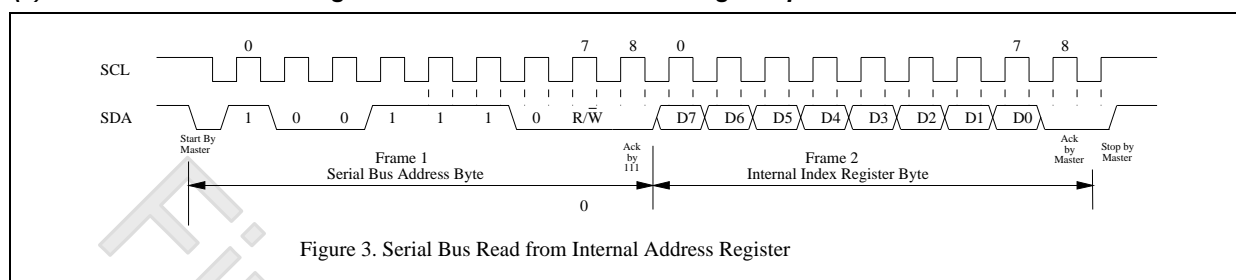 0 7 8 0 7 8
SCL
SDA 1 0 0 1 1 1 0 R/W̅ D7 D6 D5 D4 D3 D2 D1 D0
Start By
Master
Ack
by
111
Ack
by
Master
Stop by
Master
Frame 1
Serial Bus Address Byte
Frame 2
Internal Index Register Byte
0
Figure 3. Serial Bus Read from Internal Address Register